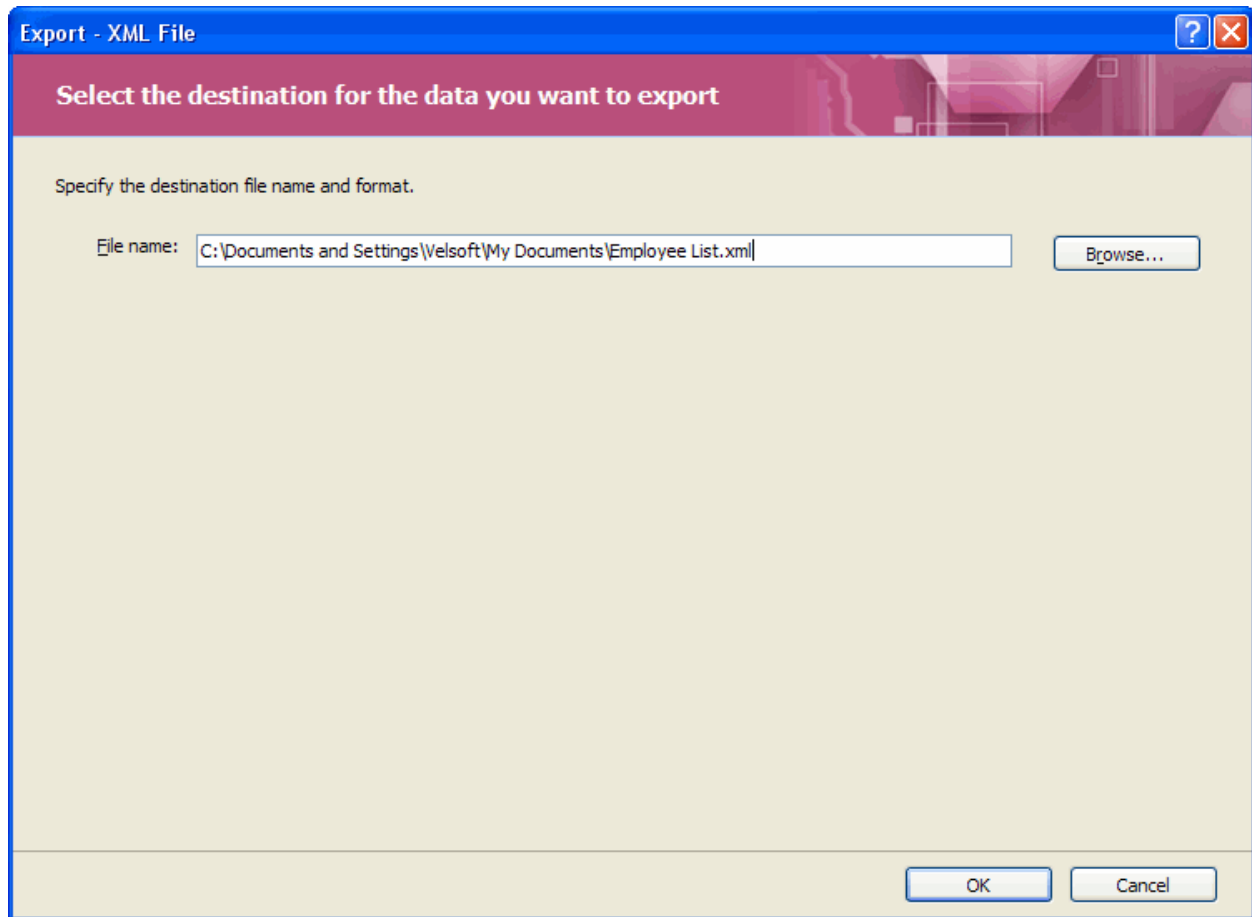 Export - XML File
Select the destination for the data you want to export
Specify the destination file name and format.
File name: C:\Documents and Settings\Velsoft\My Documents\Employee List.xml Browse...
OK Cancel